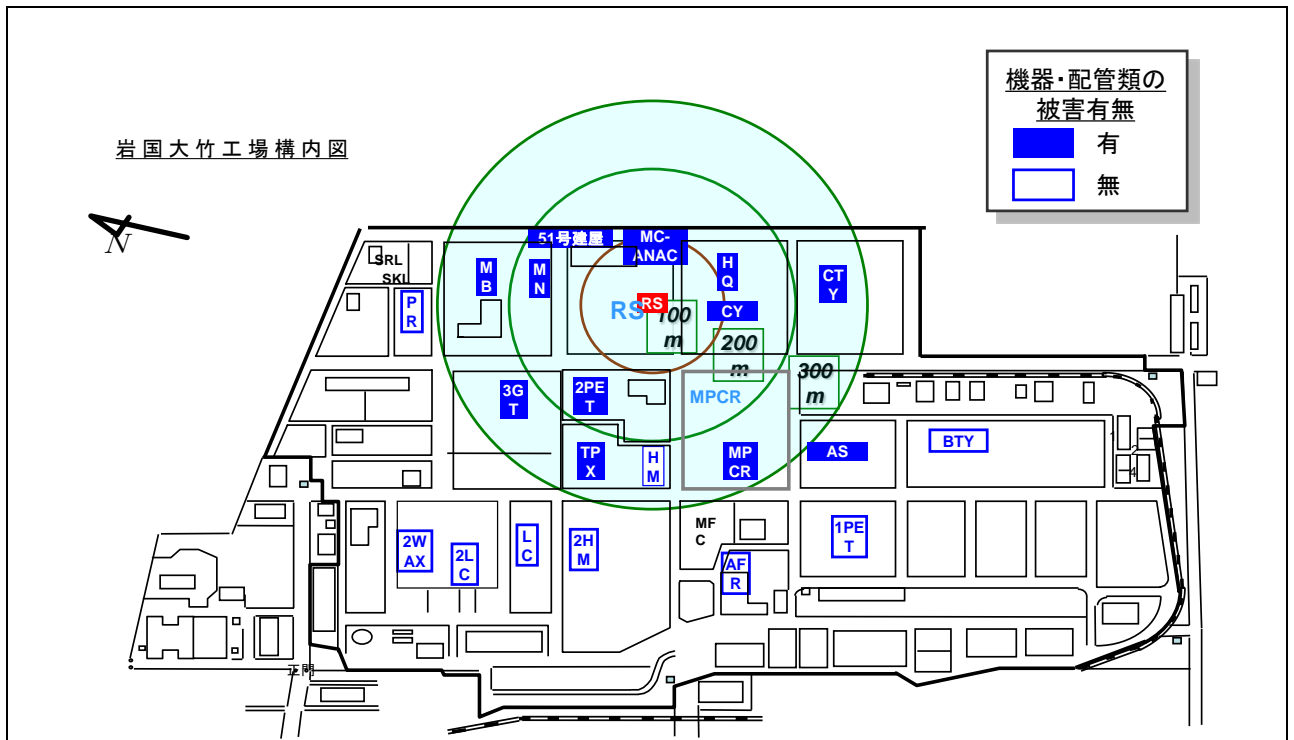 機器・配管類の
被害有無
有
無
岩国大竹工場構内図
N
51号建屋
MC-
ANAC
SRL
SKL
M
B
M
N
H
Q
CT
Y
P
R
RS
RS
CY
100
m
200
m
300
m
3G
T
2PE
T
MPCR
TP
X
H
M
MP
CR
AS
BTY
2W
AX
2L
C
L
C
2H
M
MF
C
AF
R
1PE
T
正門